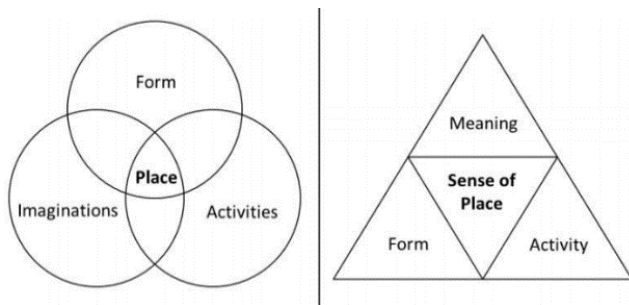 Form
Place
Imaginations
Activities
Meaning
Sense of
Place
Form
Activity